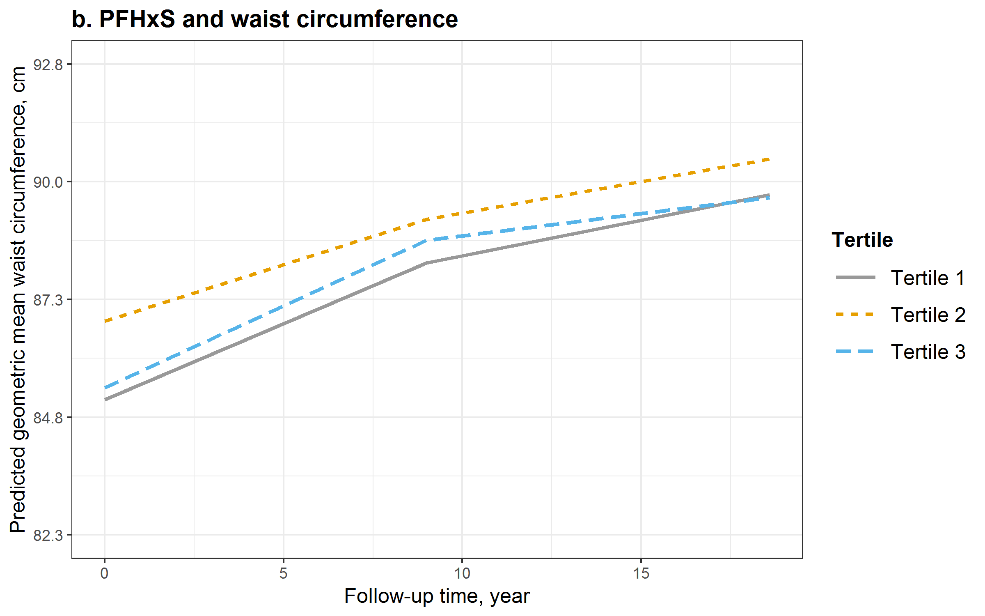 b. PFHxS and waist circumference
Predicted geometric mean waist circumference, cm
92.8
90.0
87.3
84.8
82.3
0
5
10
15
Follow-up time, year
Tertile
Tertile 1
Tertile 2
Tertile 3